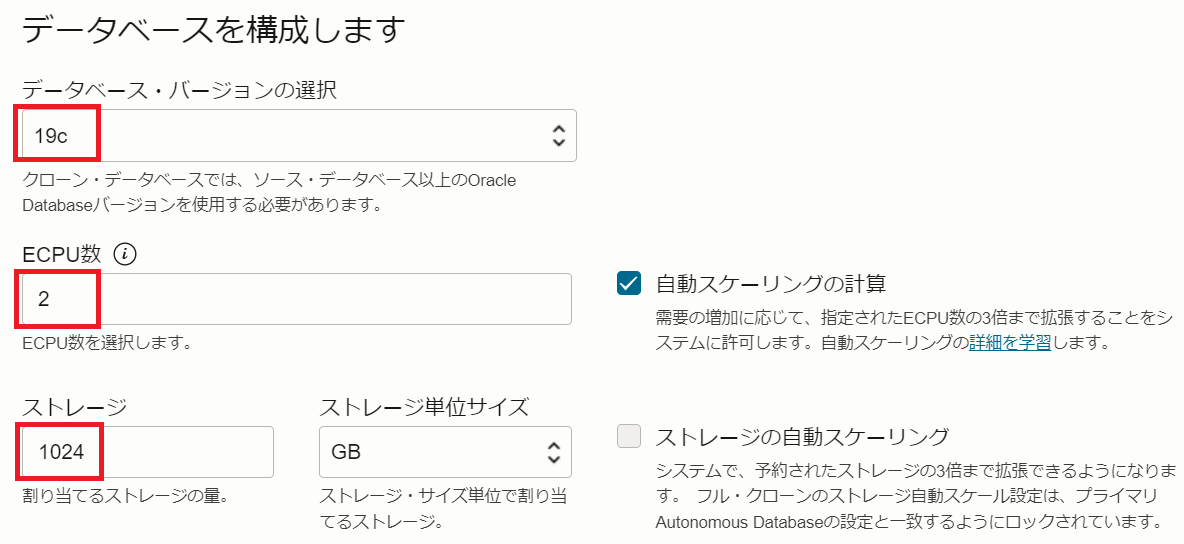 データベースを構成します
データベース・バージョンの選択
19c
クローン・データベースでは、ソース・データベース以上のOracle
Databaseバージョンを使用する必要があります。
ECPU数 i
2
ECPU数を選択します。
自動スケーリングの計算
需要の増加に応じて、指定されたECPU数の3倍まで拡張することをシ
ステムに許可します。自動スケーリングの詳細を学習します。
ストレージ
1024
割り当てるストレージの量。
ストレージ単位サイズ
GB
ストレージ・サイズ単位で割り当
てるストレージ。
ストレージの自動スケーリング
システムで、予約されたストレージの3倍まで拡張できるようになりま
す。 フル・クローンのストレージ自動スケール設定は、プライマリ
Autonomous Databaseの設定と一致するようにロックされています。